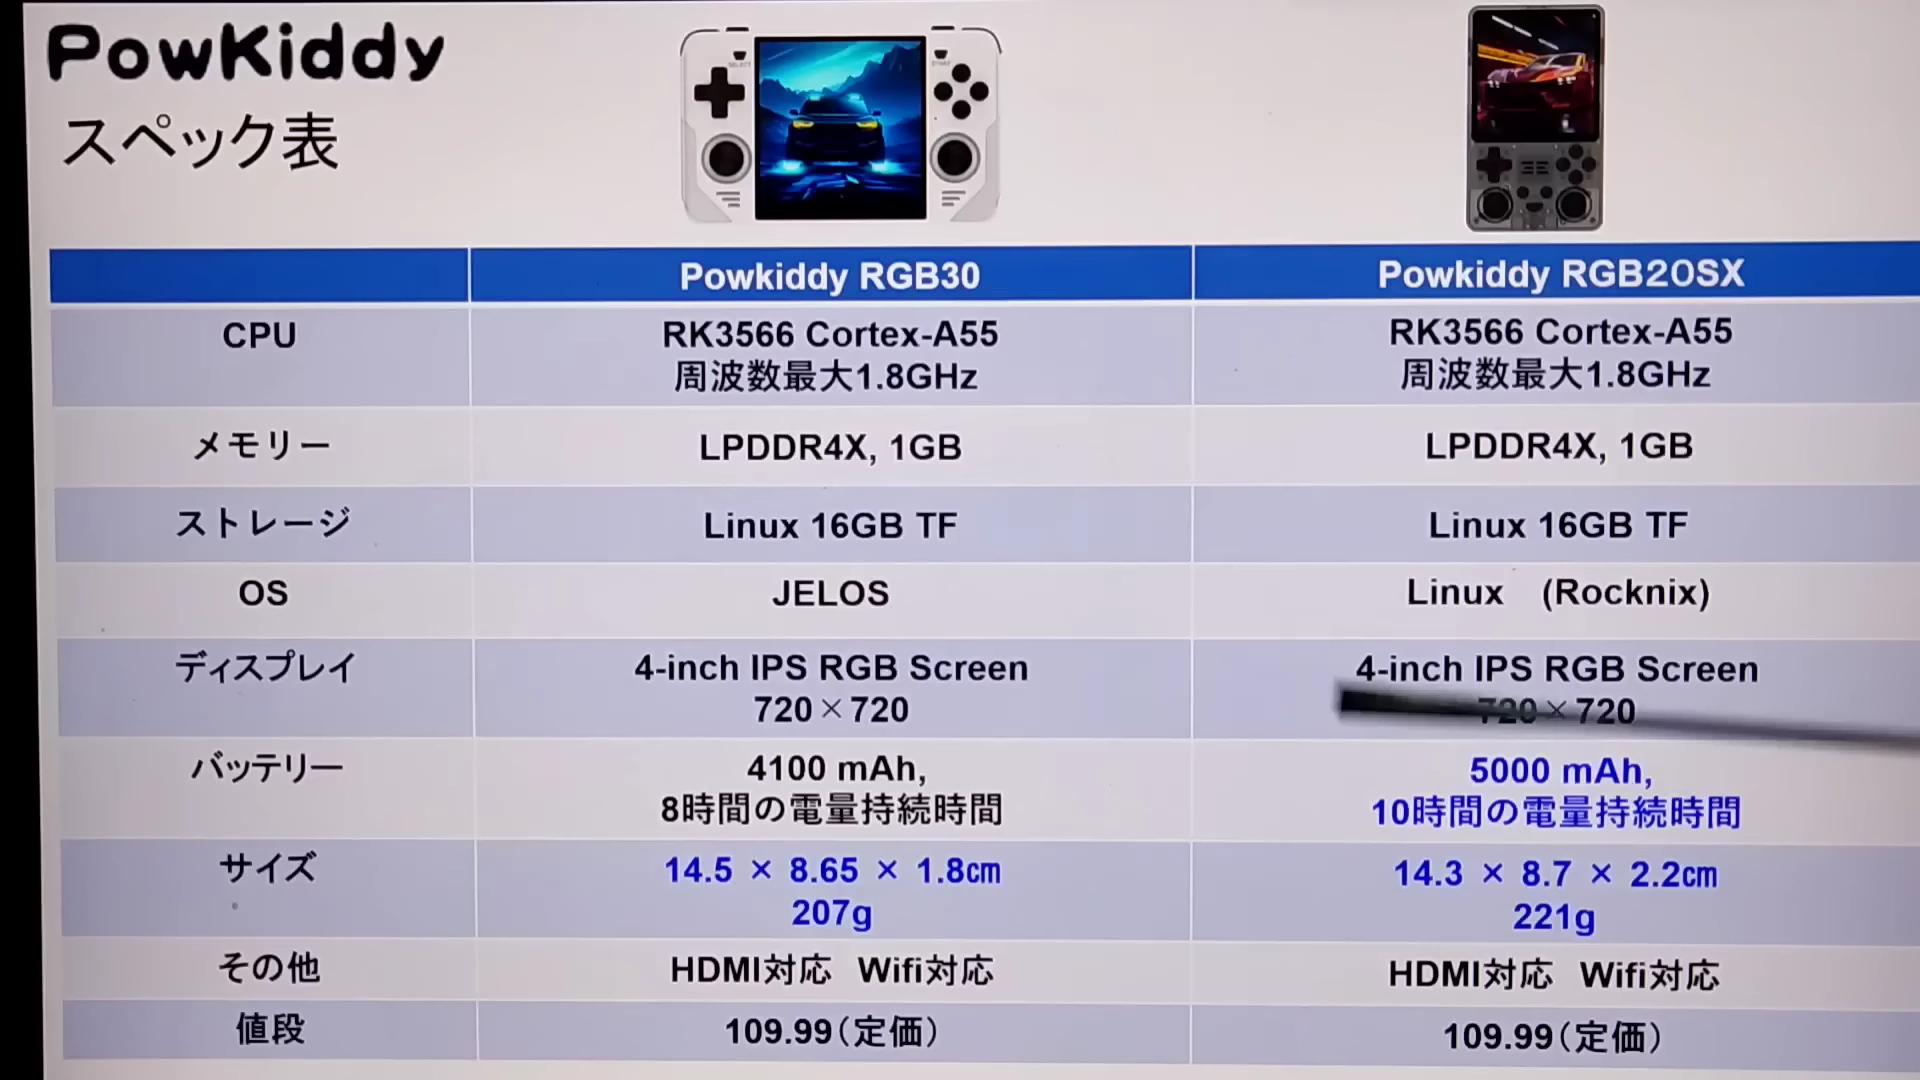 PowKiddy
スペック表
Powkiddy RGB30
Powkiddy RGB20SX
CPU
RK3566 Cortex-A55
周波数最大1.8GHz
RK3566 Cortex-A55
周波数最大1.8GHz
メモリー
LPDDR4X, 1GB
LPDDR4X, 1GB
ストレージ
Linux 16GB TF
Linux 16GB TF
OS
JELOS
Linux (Rocknix)
ディスプレイ
4-inch IPS RGB Screen
720×720
4-inch IPS RGB Screen
720×720
バッテリー
4100 mAh,
8時間の電量持続時間
5000 mAh,
10時間の電量持続時間
サイズ
14.5 × 8.65 × 1.8㎝
207g
14.3 × 8.7 × 2.2㎝
221g
その他
HDMI対応 Wifi対応
HDMI対応 Wifi対応
値段
109.99(定価)
109.99(定価)